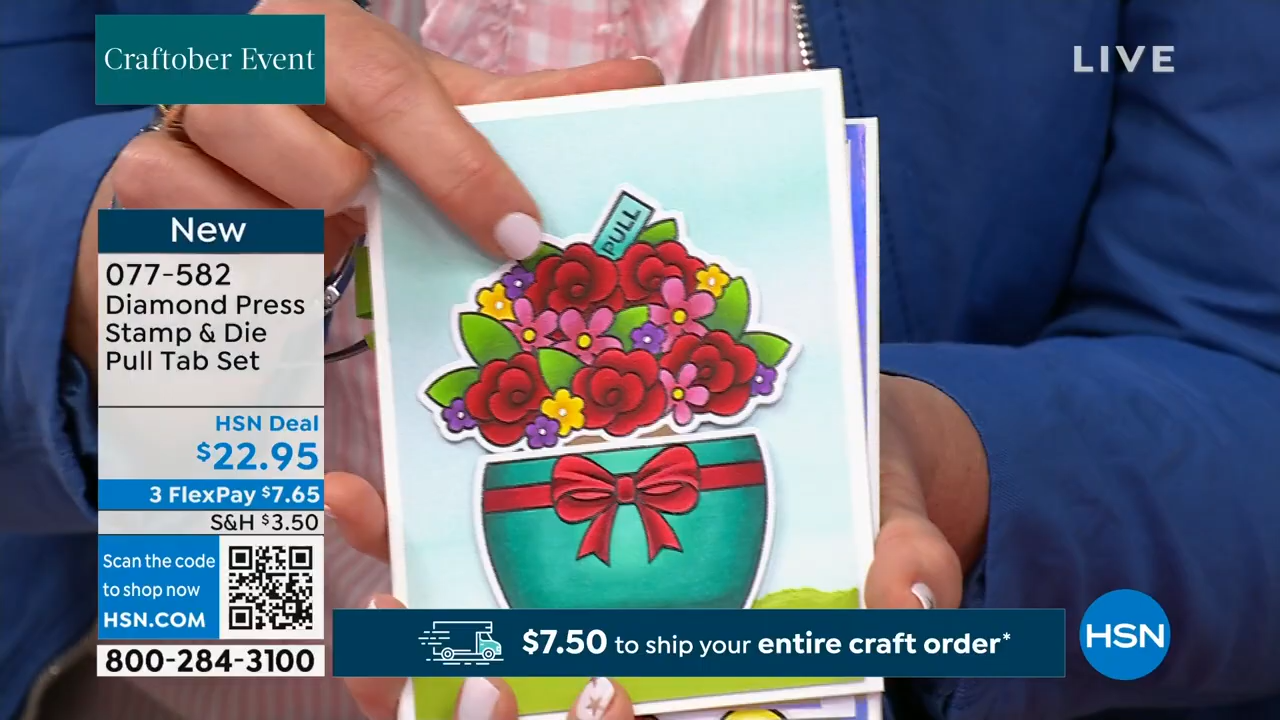 Craftober Event
LIVE
New
077-582
Diamond Press
Stamp & Die
Pull Tab Set
HSN Deal
$22.95
3 FlexPay $7.65
S&H $3.50
Scan the code
to shop now
HSN.COM
800-284-3100
PULL
$7.50 to ship your entire craft order*
HSN